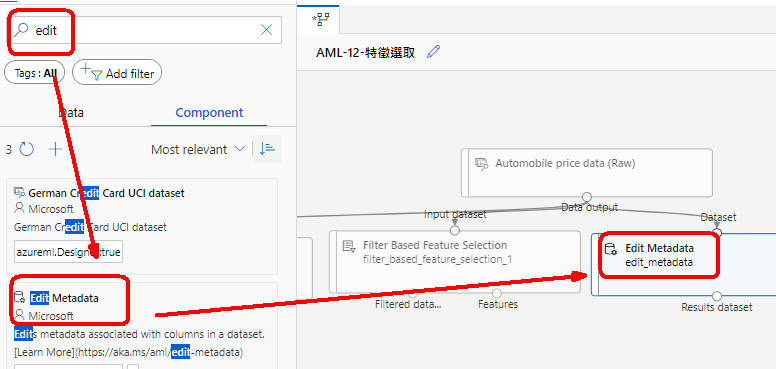 edit
Tags : All
Add filter
Data
Component
3
Most relevant
German Credit Card UCI dataset
Microsoft
German Credit Card UCI dataset
Edit Metadata
Microsoft
Edits metadata associated with columns in a dataset.
[Learn More](https://aka.ms/aml/edit-metadata)
*
AML-12-特徵選取
Automobile price data (Raw)
Data output
Input dataset
Dataset
Filter Based Feature Selection
filter_based_feature_selection_1
Edit Metadata
edit_metadata
Filtered data...
Features
Results dataset